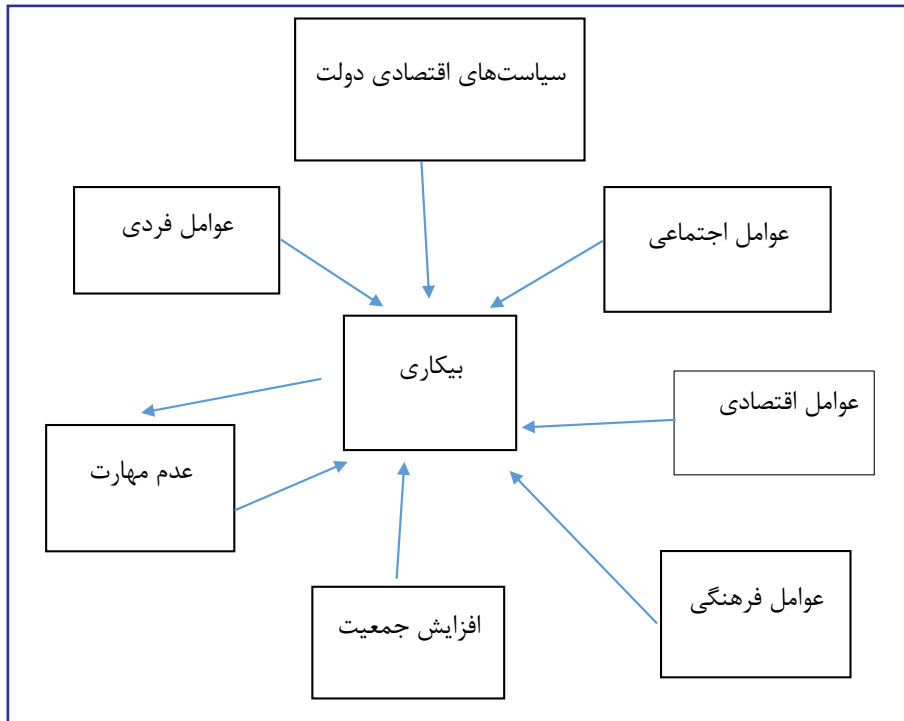 سیاست‌های اقتصادی دولت
عوامل اجتماعی
عوامل فردی
بیکاری
عوامل اقتصادی
عدم مهارت
عوامل فرهنگی
افزایش جمعیت